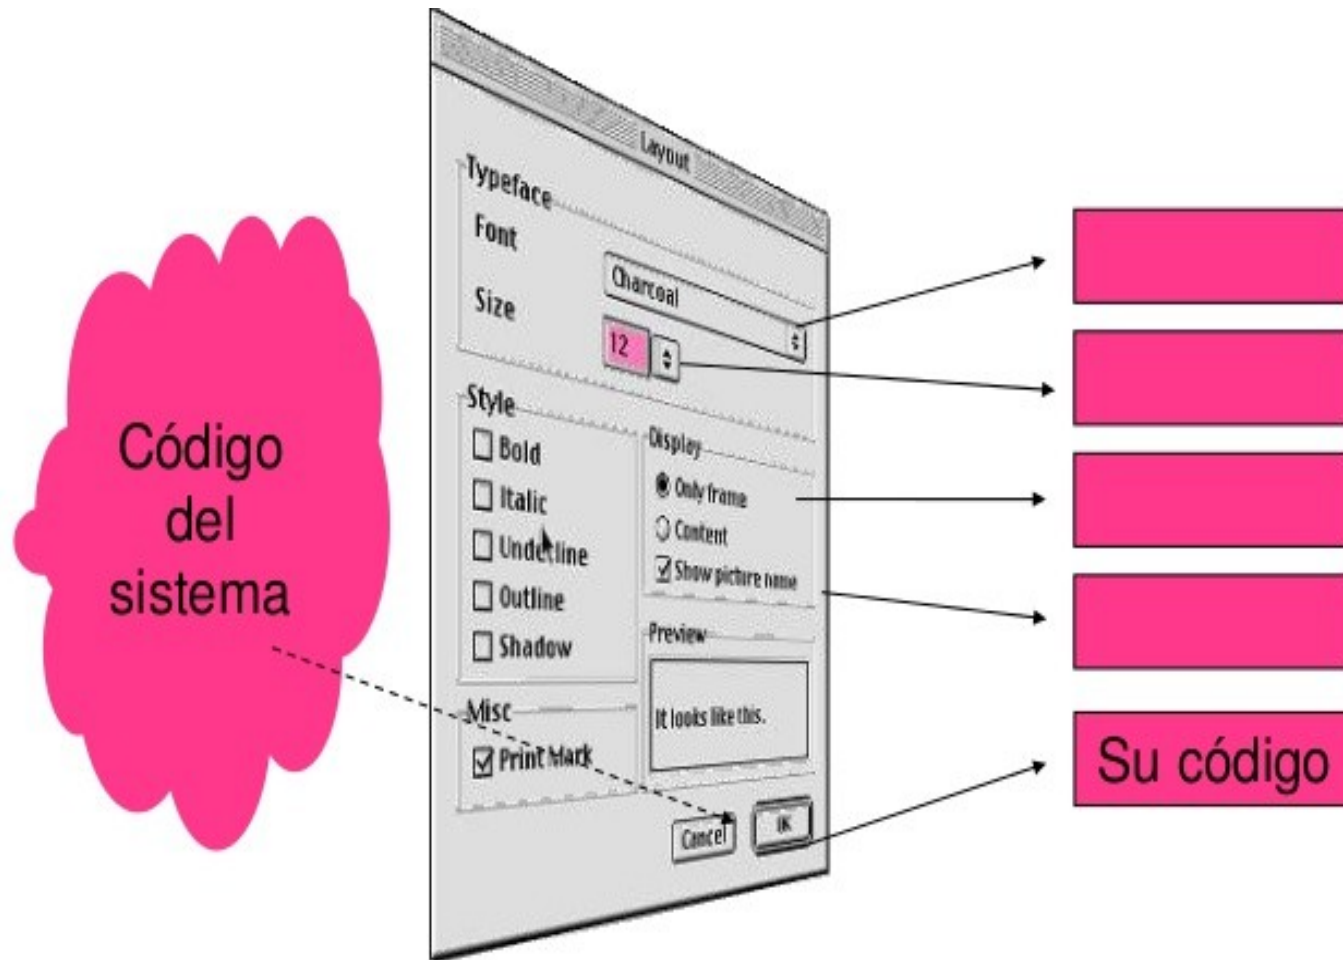 Layout
Typeface
Font
Charcoal
Size
12
Style
Bold
Italic
Underline
Outline
Shadow
Display
Only frame
Content
Show picture name
Misc
Print Mark
Preview
It looks like this.
Cancel
Código
del
sistema
Su código